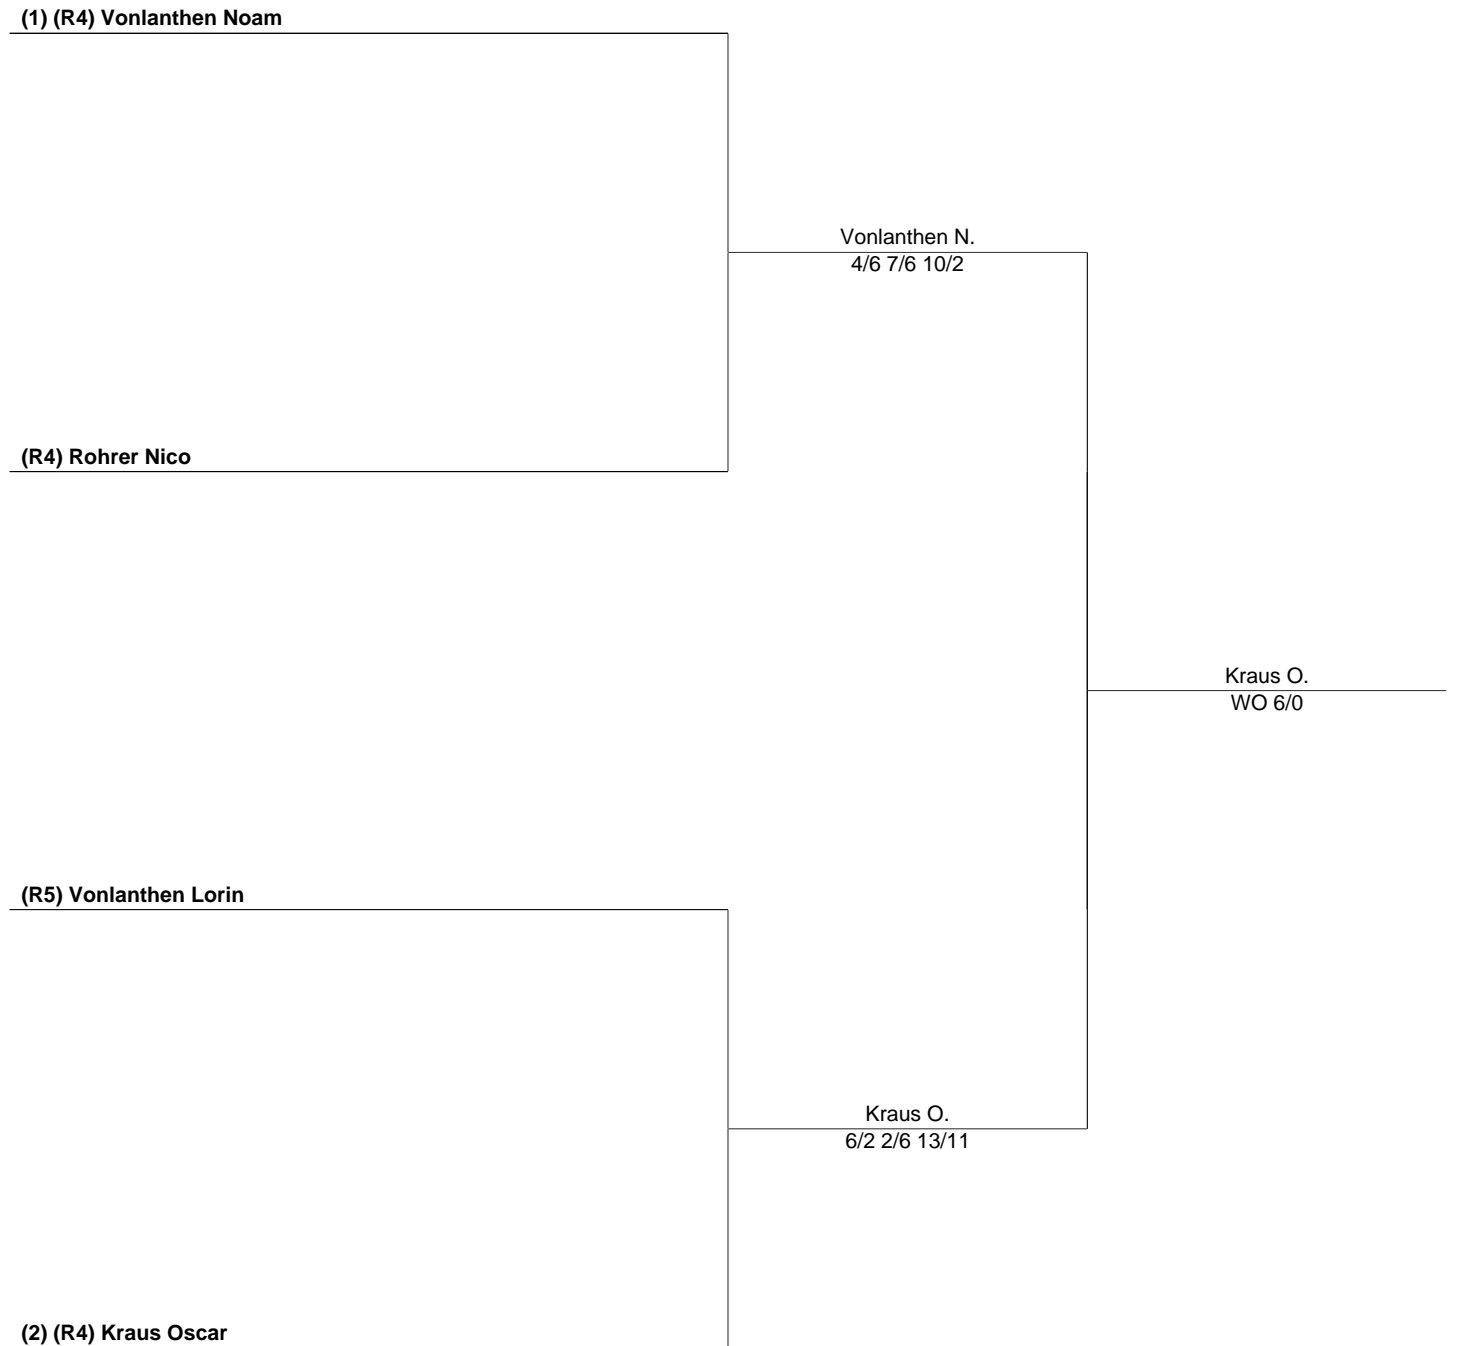 (1) (R4) Vonlanthen Noam
Vonlanthen N.
4/6 7/6 10/2
(R4) Rohrer Nico
Kraus O.
WO 6/0
(R5) Vonlanthen Lorin
Kraus O.
6/2 2/6 13/11
(2) (R4) Kraus Oscar